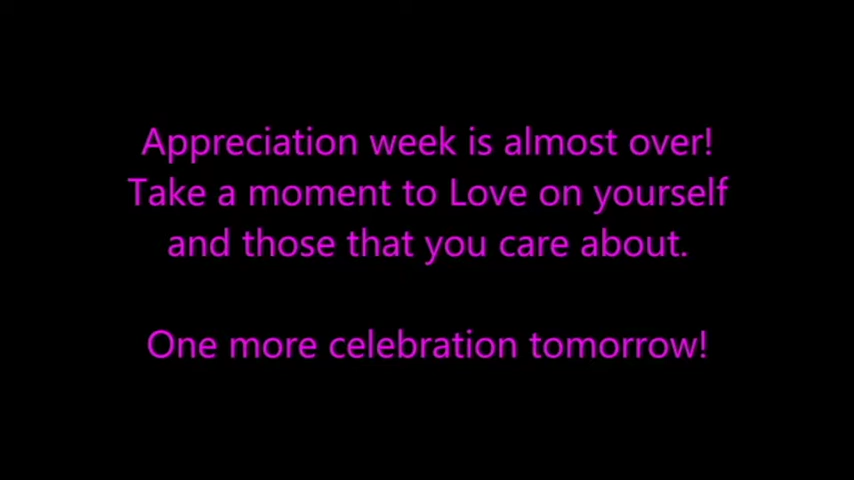 Appreciation week is almost over!
Take a moment to Love on yourself
and those that you care about.
One more celebration tomorrow!